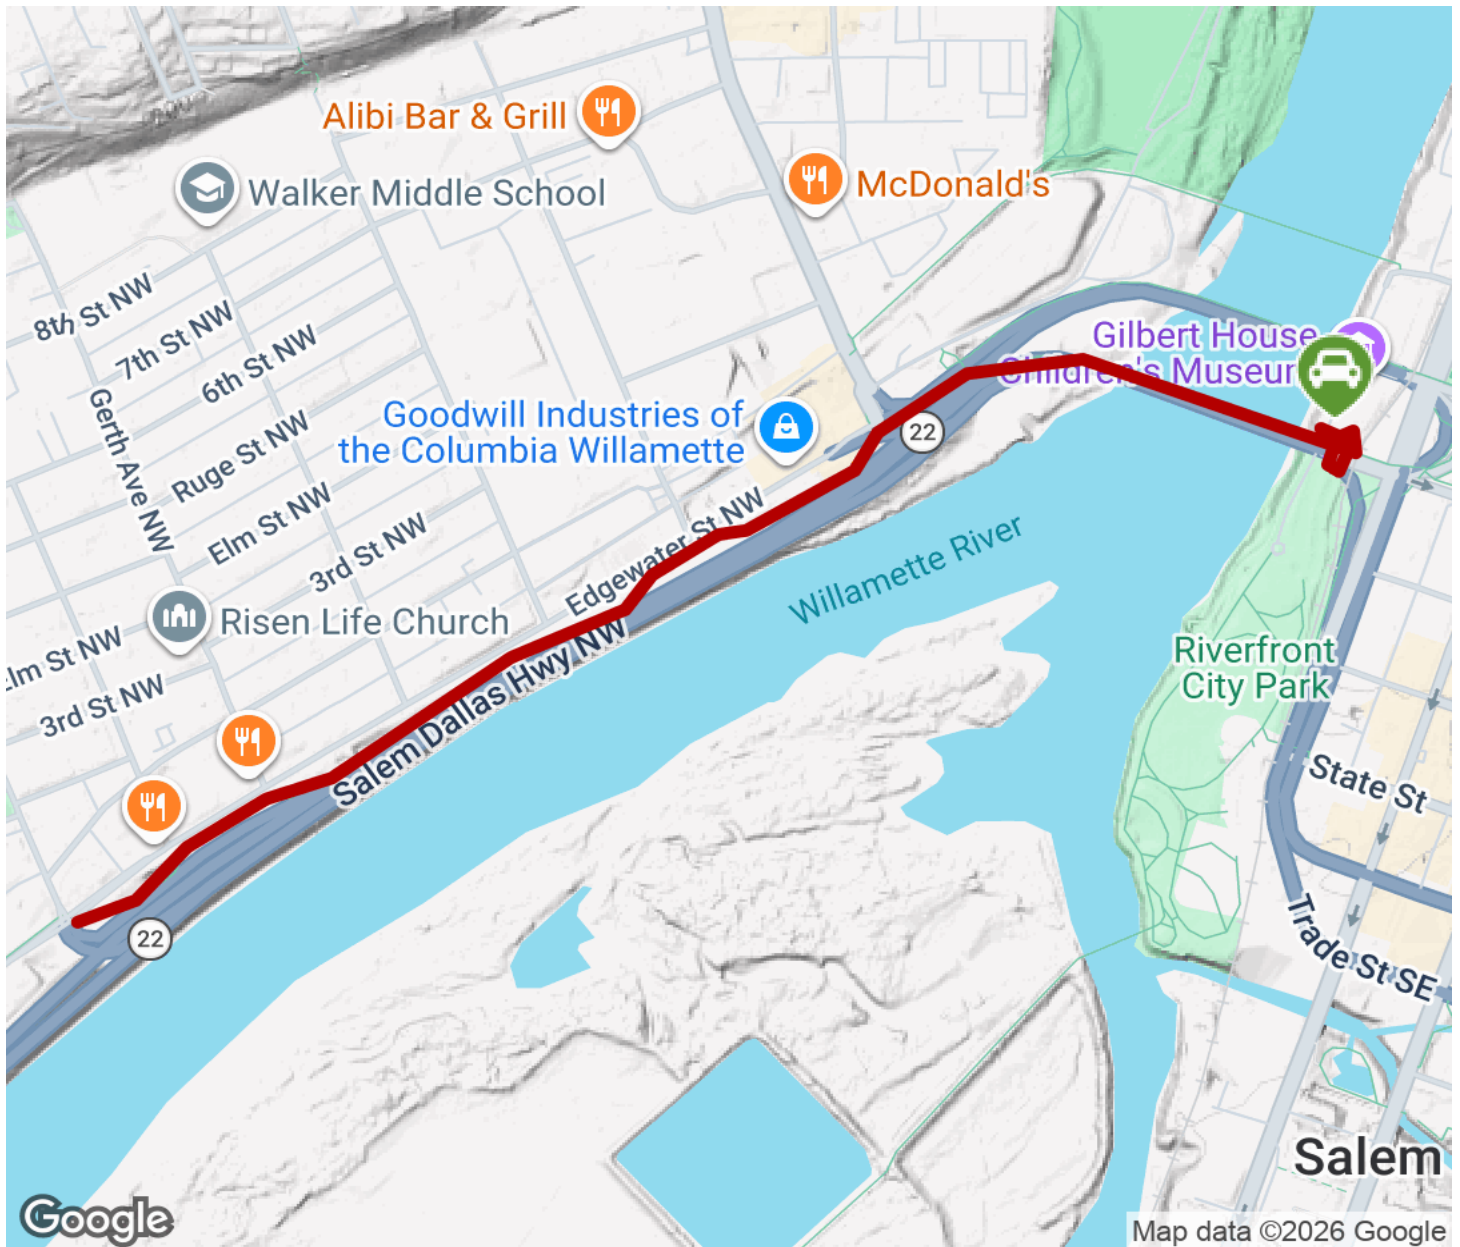 Alibi Bar & Grill
Walker Middle School
McDonald's
8th St NW
7th St NW
6th St NW
Gerth Ave NW
Ruge St NW
Elm St NW
3rd St NW
Goodwill Industries of
the Columbia Willamette
22
Gilbert House
Children's Museum
Edgewater St NW
Willamette River
Risen Life Church
Elm St NW
3rd St NW
Salem Dallas Hwy NW
Riverfront
City Park
State St
22
Trade St SE
Salem
Google
Map data ©2026 Google